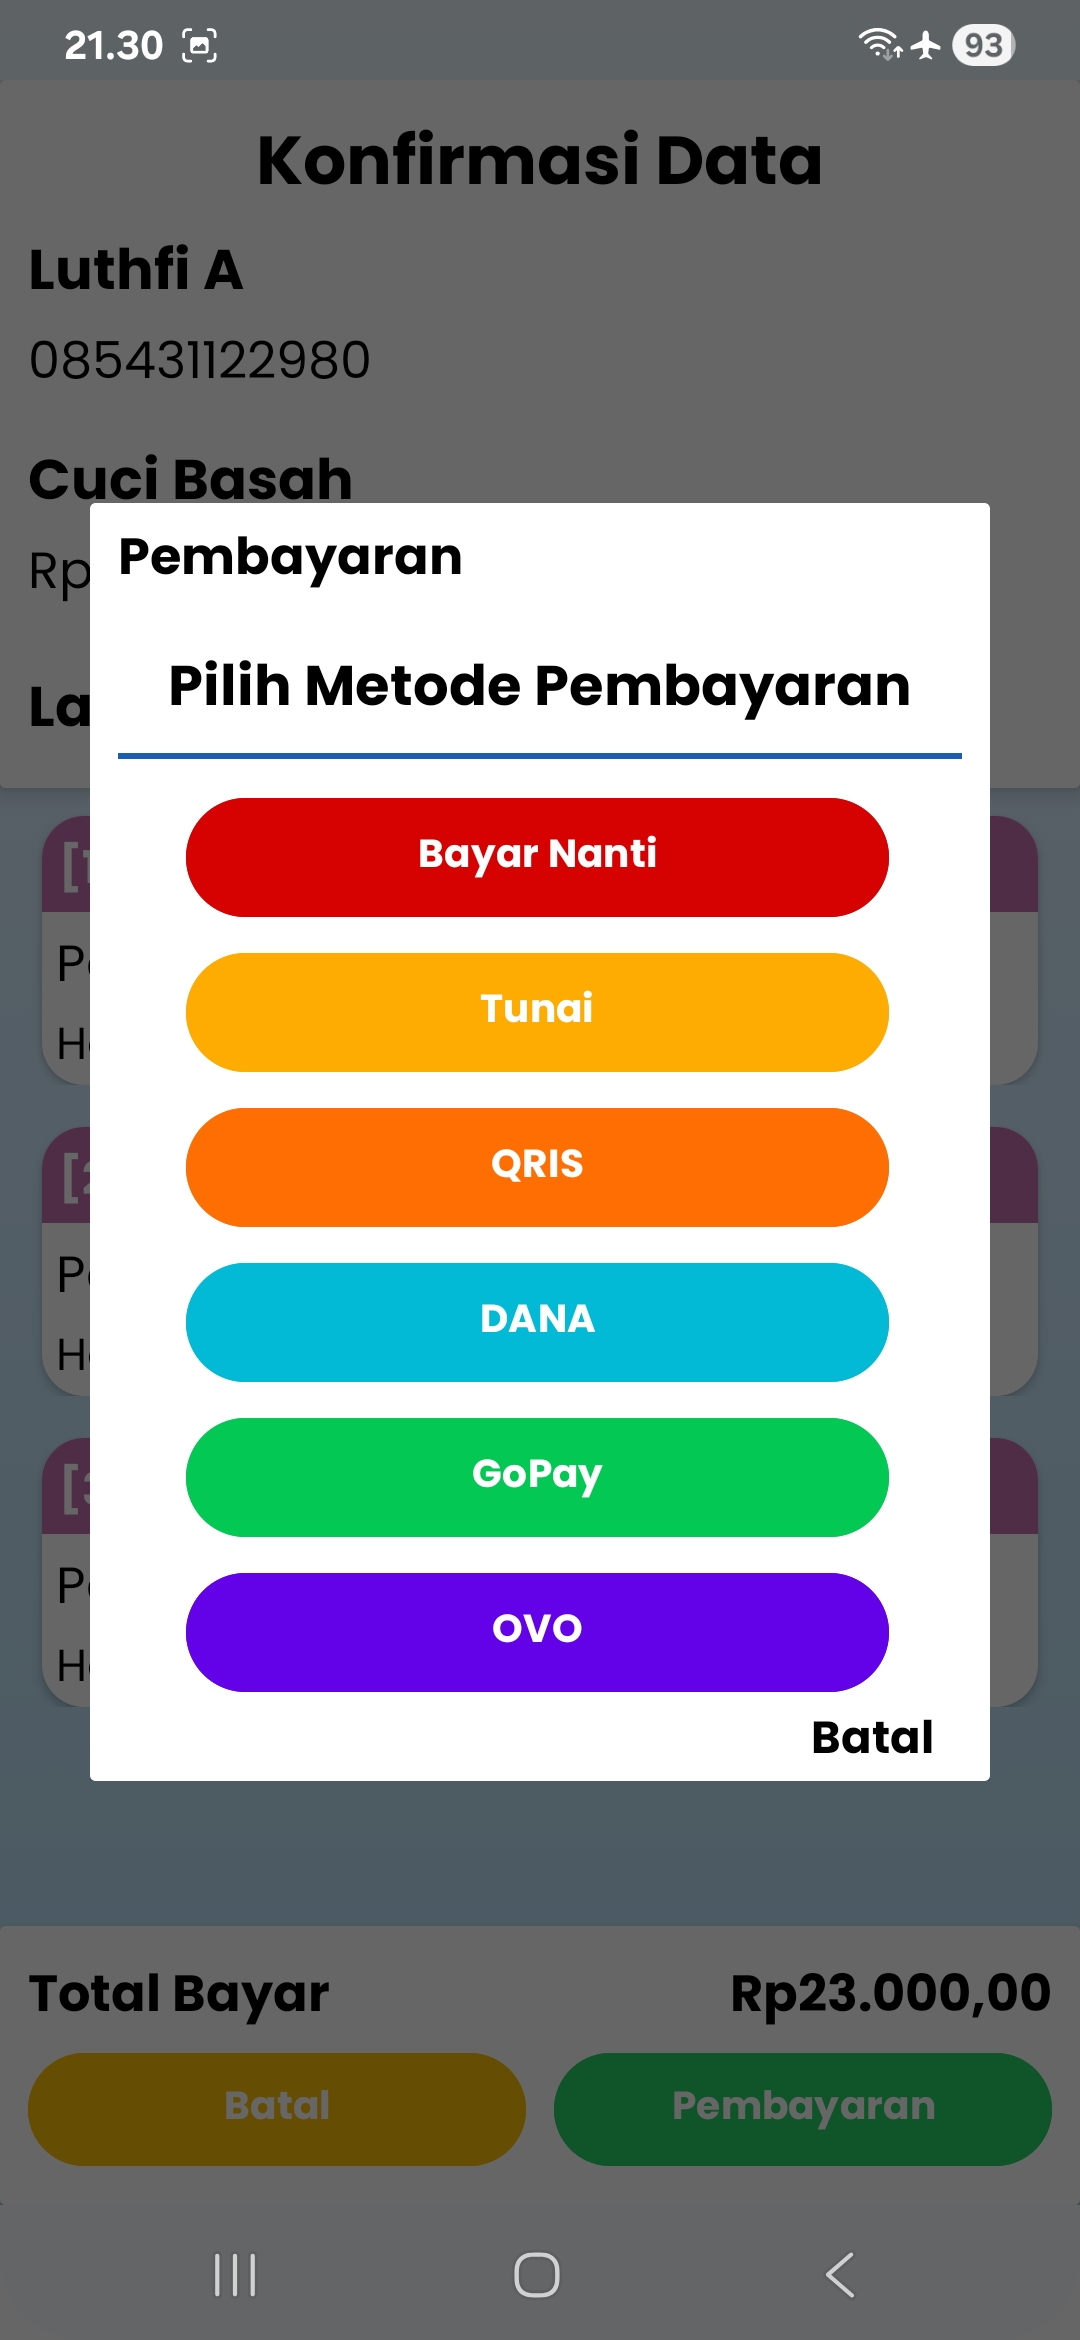 21.30
93
Konfirmasi Data
Luthfi A
085431122980
Cuci Basah
Rp
Pembayaran
Pilih Metode Pembayaran
Bayar Nanti
Tunai
QRIS
DANA
GoPay
OVO
Batal
Total Bayar Rp23.000,00
Batal Pembayaran